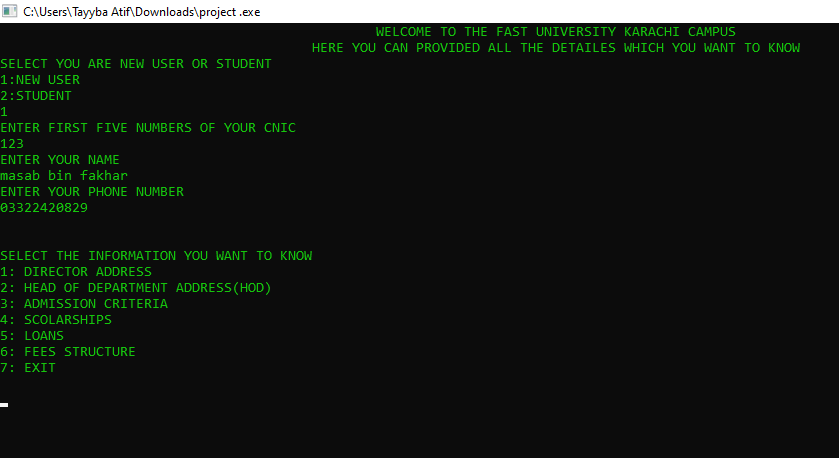 C:\Users\Tayyba Atif\Downloads\project .exe
WELCOME TO THE FAST UNIVERSITY KARACHI CAMPUS
HERE YOU CAN PROVIDED ALL THE DETAILES WHICH YOU WANT TO KNOW
SELECT YOU ARE NEW USER OR STUDENT
1:NEW USER
2:STUDENT
1
ENTER FIRST FIVE NUMBERS OF YOUR CNIC
123
ENTER YOUR NAME
masab bin fakhar
ENTER YOUR PHONE NUMBER
03322420829
SELECT THE INFORMATION YOU WANT TO KNOW
1: DIRECTOR ADDRESS
2: HEAD OF DEPARTMENT ADDRESS(HOD)
3: ADMISSION CRITERIA
4: SCOLARSHIPS
5: LOANS
6: FEES STRUCTURE
7: EXIT